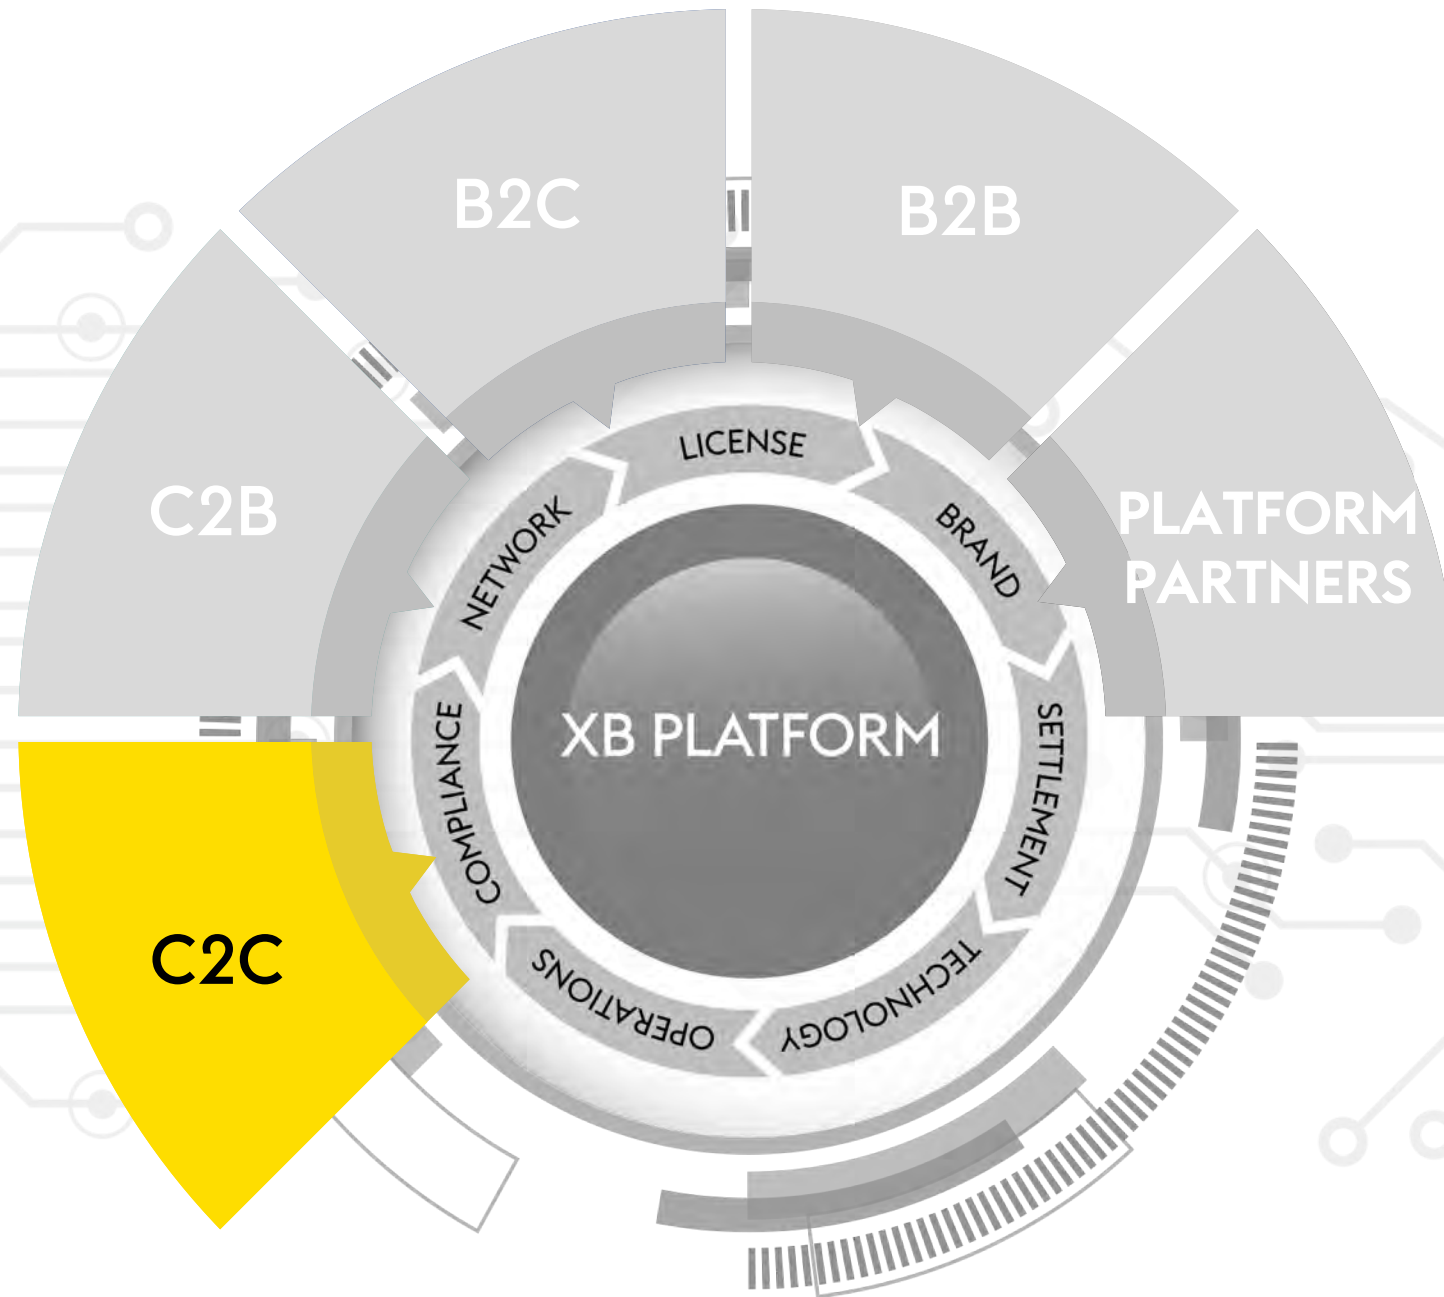 B2C
B2B
C2B
PLATFORM
PARTNERS
C2C
LICENSE
BRAND
SETTLEMENT
TECHNOLOGY
OPERATIONS
COMPLIANCE
NETWORK
XB PLATFORM